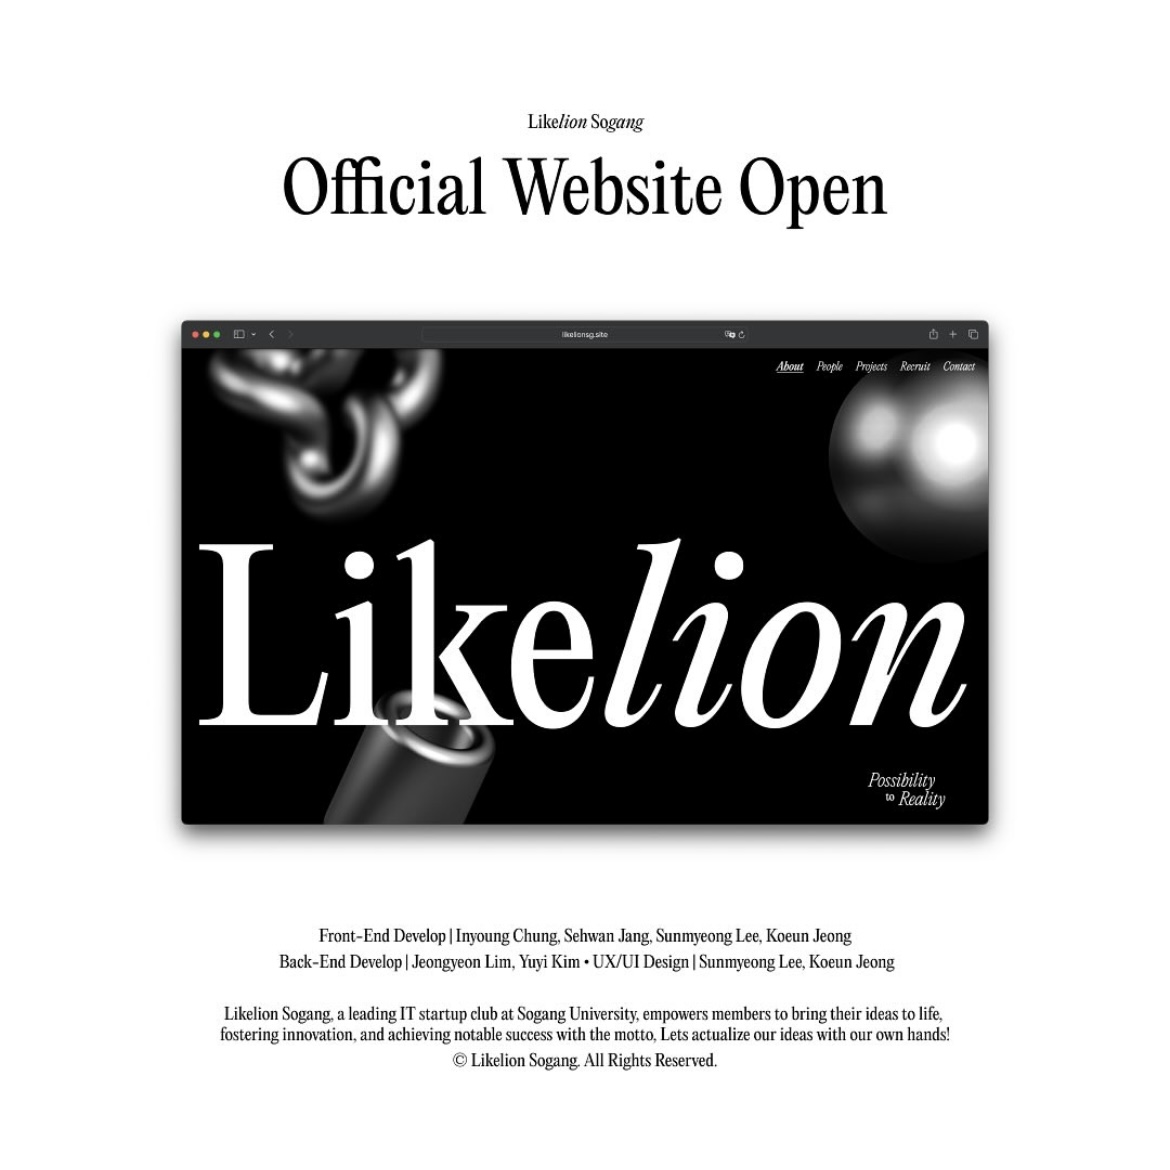 Likelion Sogang
Official Website Open
likelionsg.site
About People Projects Recruit Contact
Likelion
Possibility
to Reality
Front-End Develop | Inyoung Chung, Sehwan Jang, Sunmyeong Lee, Koeun Jeong
Back-End Develop | Jeongyeon Lim, Yuyi Kim • UX/UI Design | Sunmyeong Lee, Koeun Jeong
Likelion Sogang, a leading IT startup club at Sogang University, empowers members to bring their ideas to life,
fostering innovation, and achieving notable success with the motto, Lets actualize our ideas with our own hands!
© Likelion Sogang. All Rights Reserved.